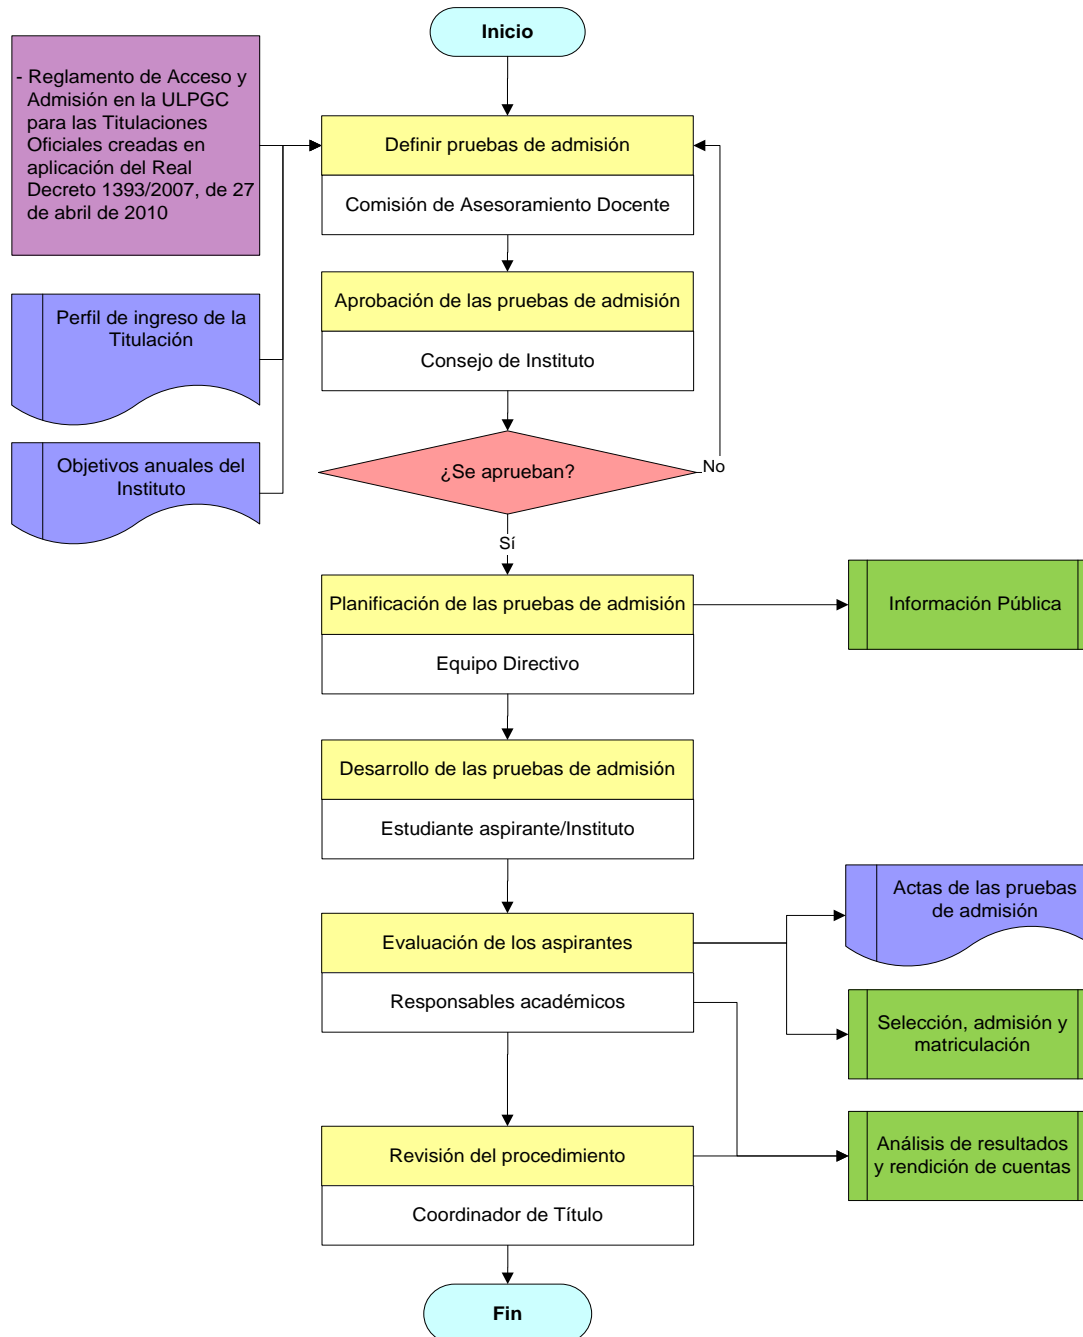 Inicio
- Reglamento de Acceso y
Admisión en la ULPGC
para las Titulaciones
Oficiales creadas en
aplicación del Real
Decreto 1393/2007, de 27
de abril de 2010
Definir pruebas de admisión
Comisión de Asesoramiento Docente
Aprobación de las pruebas de admisión
Consejo de Instituto
Perfil de ingreso de la
Titulación
Objetivos anuales del
Instituto
¿Se aprueban?
No
Sí
Planificación de las pruebas de admisión
Equipo Directivo
Información Pública
Desarrollo de las pruebas de admisión
Estudiante aspirante/Instituto
Evaluación de los aspirantes
Responsables académicos
Actas de las pruebas
de admisión
Selección, admisión y
matriculación
Revisión del procedimiento
Coordinador de Título
Análisis de resultados
y rendición de cuentas
Fin